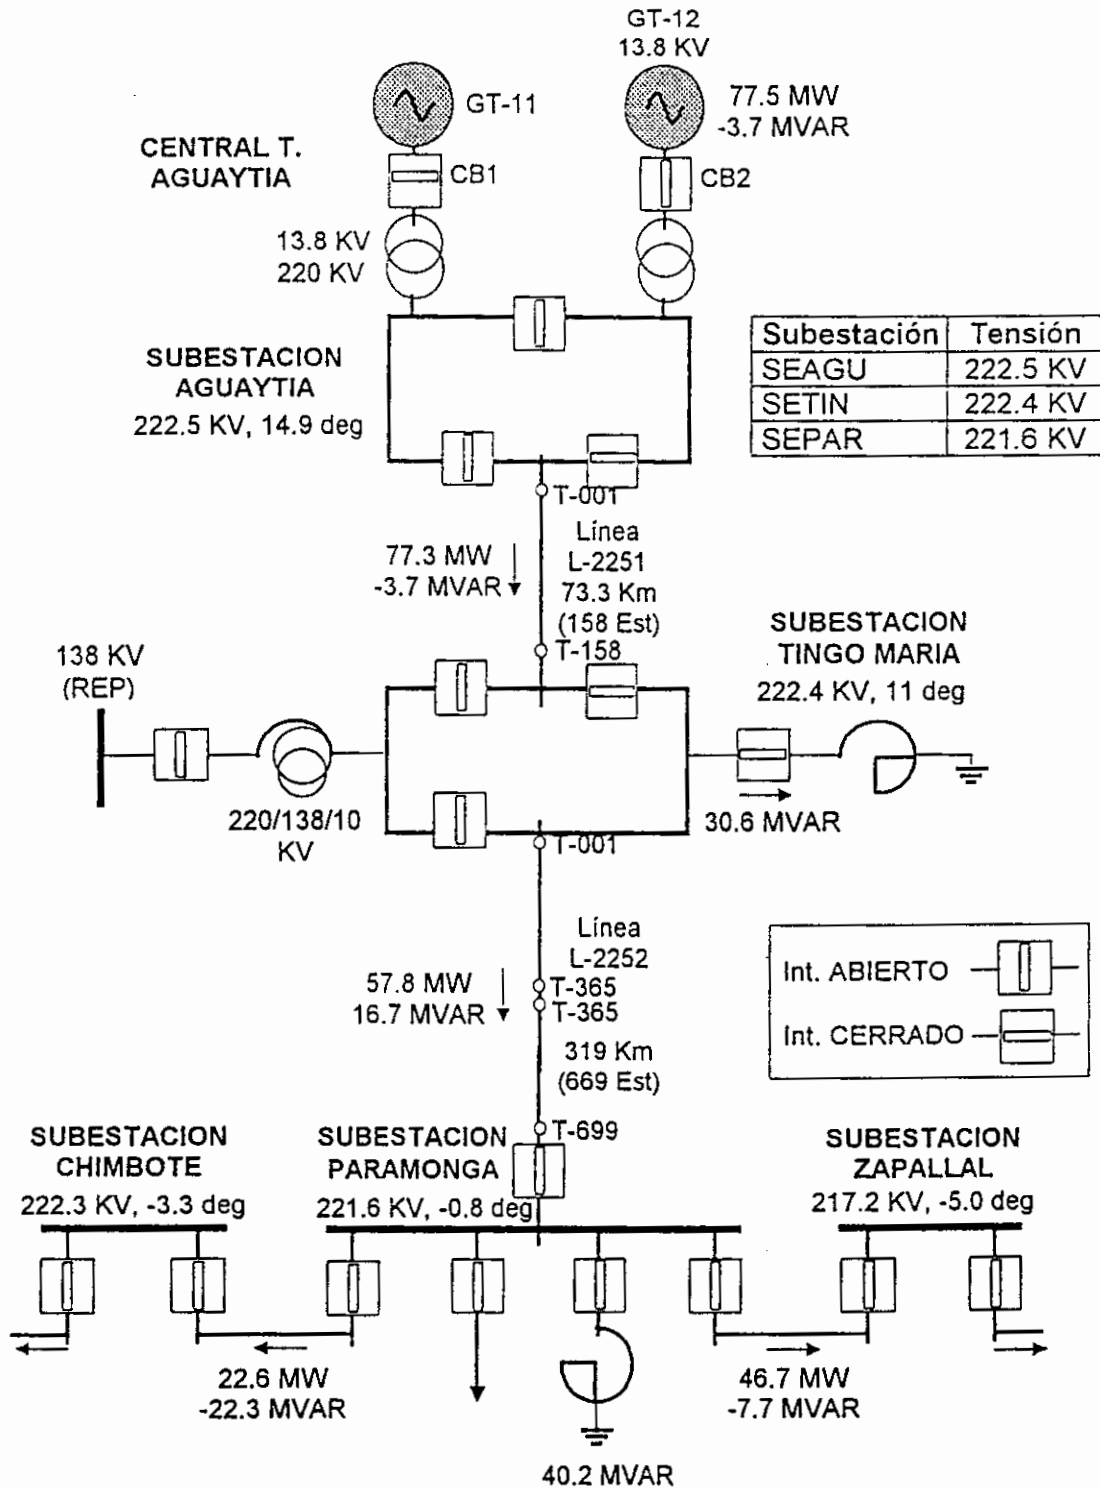 GT-12
13.8 KV
GT-11
77.5 MW
-3.7 MVAR
CENTRAL T.
AGUAYTIA
CB1
CB2
13.8 KV
220 KV
SUBESTACION
AGUAYTIA
222.5 KV, 14.9 deg
Subestación Tensión
SEAGU 222.5 KV
SETIN 222.4 KV
SEPAR 221.6 KV
T-001
Línea
L-2251
73.3 Km
(158 Est)
77.3 MW
-3.7 MVAR
T-158
SUBESTACION
TINGO MARIA
222.4 KV, 11 deg
138 KV
(REP)
220/138/10
KV
30.6 MVAR
T-001
Línea
L-2252
T-365
T-365
57.8 MW
16.7 MVAR
319 Km
(669 Est)
T-699
Int. ABIERTO
Int. CERRADO
SUBESTACION
CHIMBOTE
222.3 KV, -3.3 deg
SUBESTACION
PARAMONGA
221.6 KV, -0.8 deg
SUBESTACION
ZAPALLAL
217.2 KV, -5.0 deg
22.6 MW
-22.3 MVAR
46.7 MW
-7.7 MVAR
40.2 MVAR